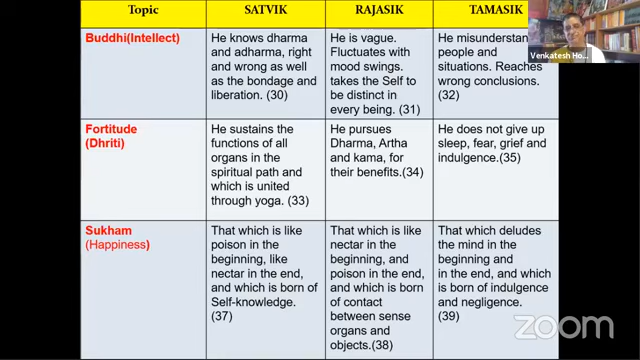 Topic
SATVIK
RAJASIK
TAMASIK
Buddhi(Intellect)
He knows dharma
and adharma, right
and wrong as well
as the bondage and
liberation. (30)
He is vague.
Fluctuates with
mood swings.
takes the Self to
be distinct in
every being. (31)
He misunderstan
people and
situations. Reaches
wrong conclusions.
(32)
Fortitude
(Dhriti)
He sustains the
functions of all
organs in the
spiritual path and
which is united
through yoga. (33)
He pursues
Dharma, Artha
and kama, for
their benefits.(34)
He does not give up
sleep, fear, grief and
indulgence.(35)
Sukham
(Happiness)
That which is like
poison in the
beginning, like
nectar in the end,
and which is born of
Self-knowledge.
(37)
That which is like
nectar in the
beginning, and
poison in the end,
and which is born
of contact
between sense
organs and
objects.(38)
That which deludes
the mind in the
beginning and
in the end, and which
is born of indulgence
and negligence.
(39)
Venkatesh Ho...
zoom